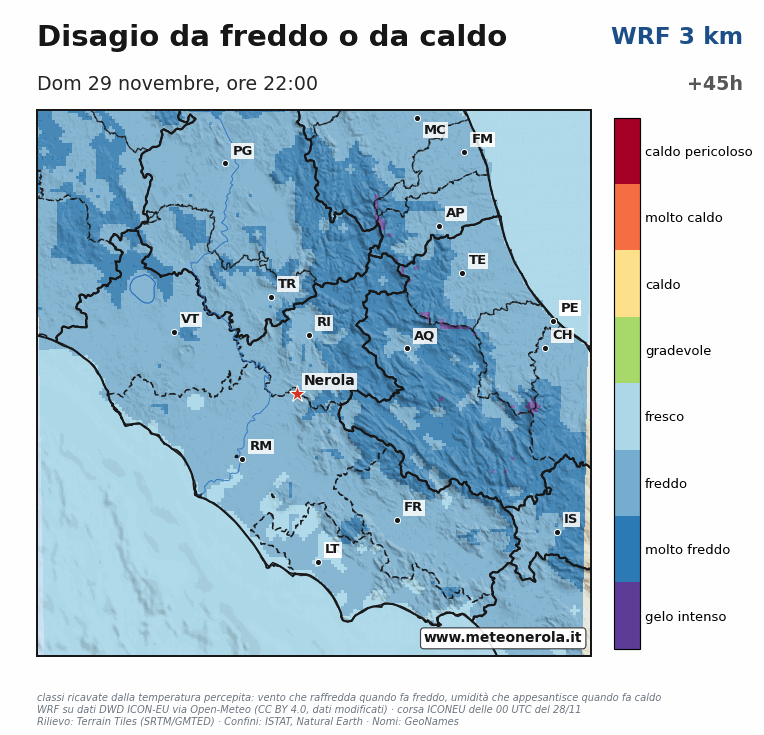 Disagio da freddo o da caldo
WRF 3 km
Dom 29 novembre, ore 22:00
+45h
MC
FM
PG
AP
TE
TR
PE
VT
RI
AQ
CH
Nerola
RM
FR
IS
LT
www.meteonerola.it
caldo pericoloso
molto caldo
caldo
gradevole
fresco
freddo
molto freddo
gelo intenso
classi ricavate dalla temperatura percepita: vento che raffredda quando fa freddo, umidità che appesantisce quando fa caldo
WRF su dati DWD ICON-EU via Open-Meteo (CC BY 4.0, dati modificati) · corsa ICONEU delle 00 UTC del 28/11
Rilievo: Terrain Tiles (SRTM/GMTED) · Confini: ISTAT, Natural Earth · Nomi: GeoNames